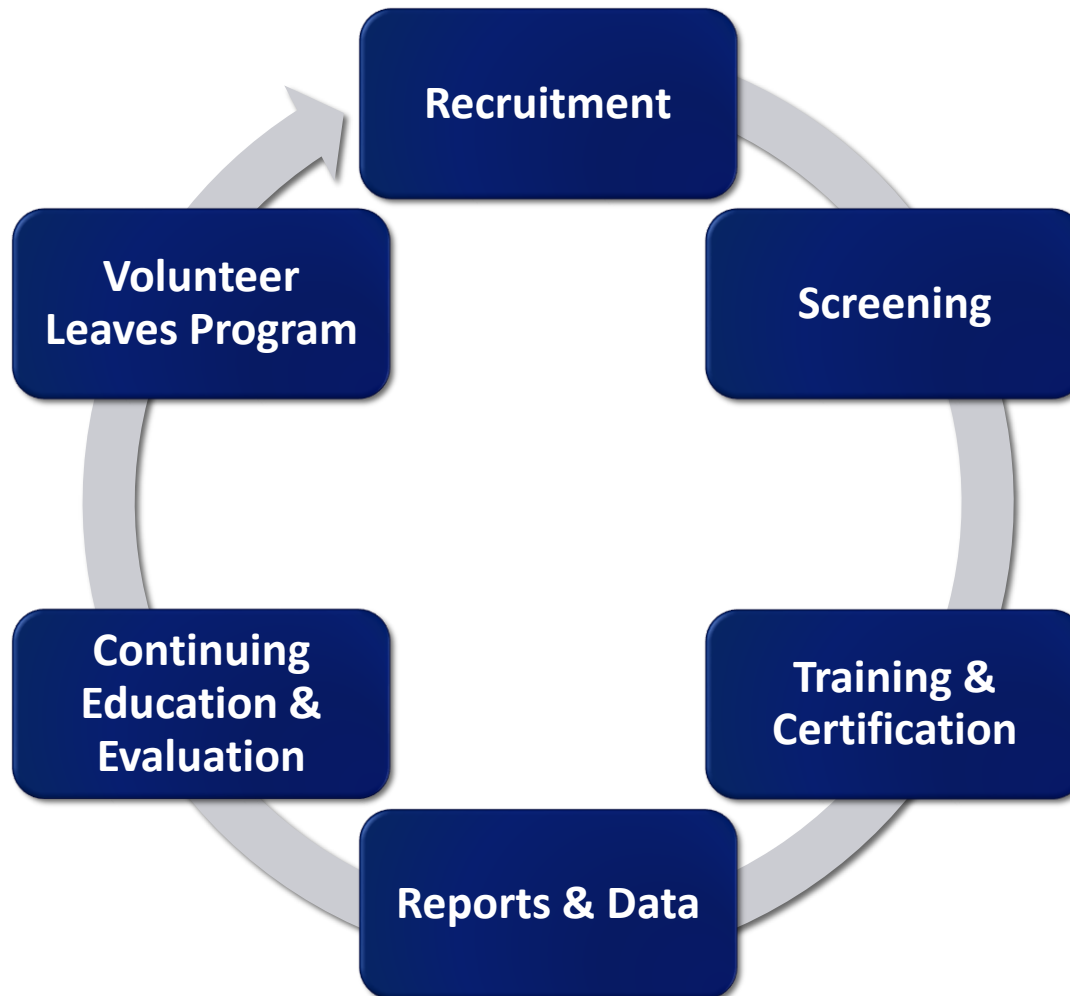 Recruitment
Screening
Training &
Certification
Reports & Data
Continuing
Education &
Evaluation
Volunteer
Leaves Program